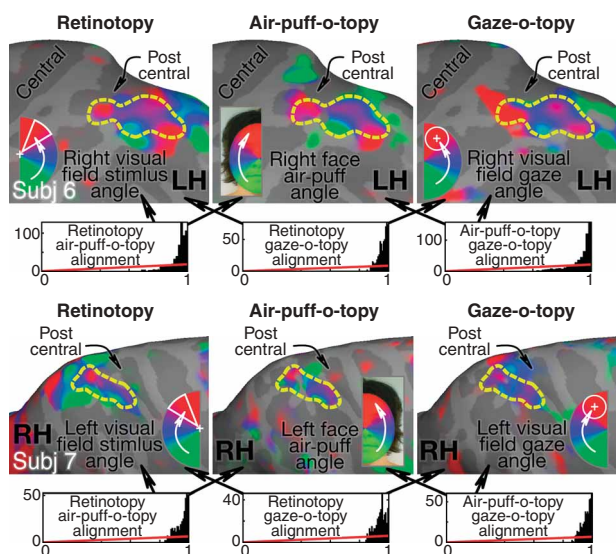 Retinotopy Air-puff-o-topy Gaze-o-topy
Central Post central Central Post central Central Post central
Right visual field stimlus angle LH Right face air-puff angle LH Right visual field gaze angle LH
Subj 6
100 0 Retinotopy air-puff-o-topy alignment 0 1
50 0 Retinotopy gaze-o-topy alignment 0 1
100 0 Air-puff-o-topy gaze-o-topy alignment 0 1
Retinotopy Air-puff-o-topy Gaze-o-topy
Post central Post central Post central
RH Left visual field stimlus angle RH Left face air-puff angle RH Left visual field gaze angle
Subj 7
50 0 Retinotopy air-puff-o-topy alignment 0 1
40 0 Retinotopy gaze-o-topy alignment 0 1
50 0 Air-puff-o-topy gaze-o-topy alignment 0 1